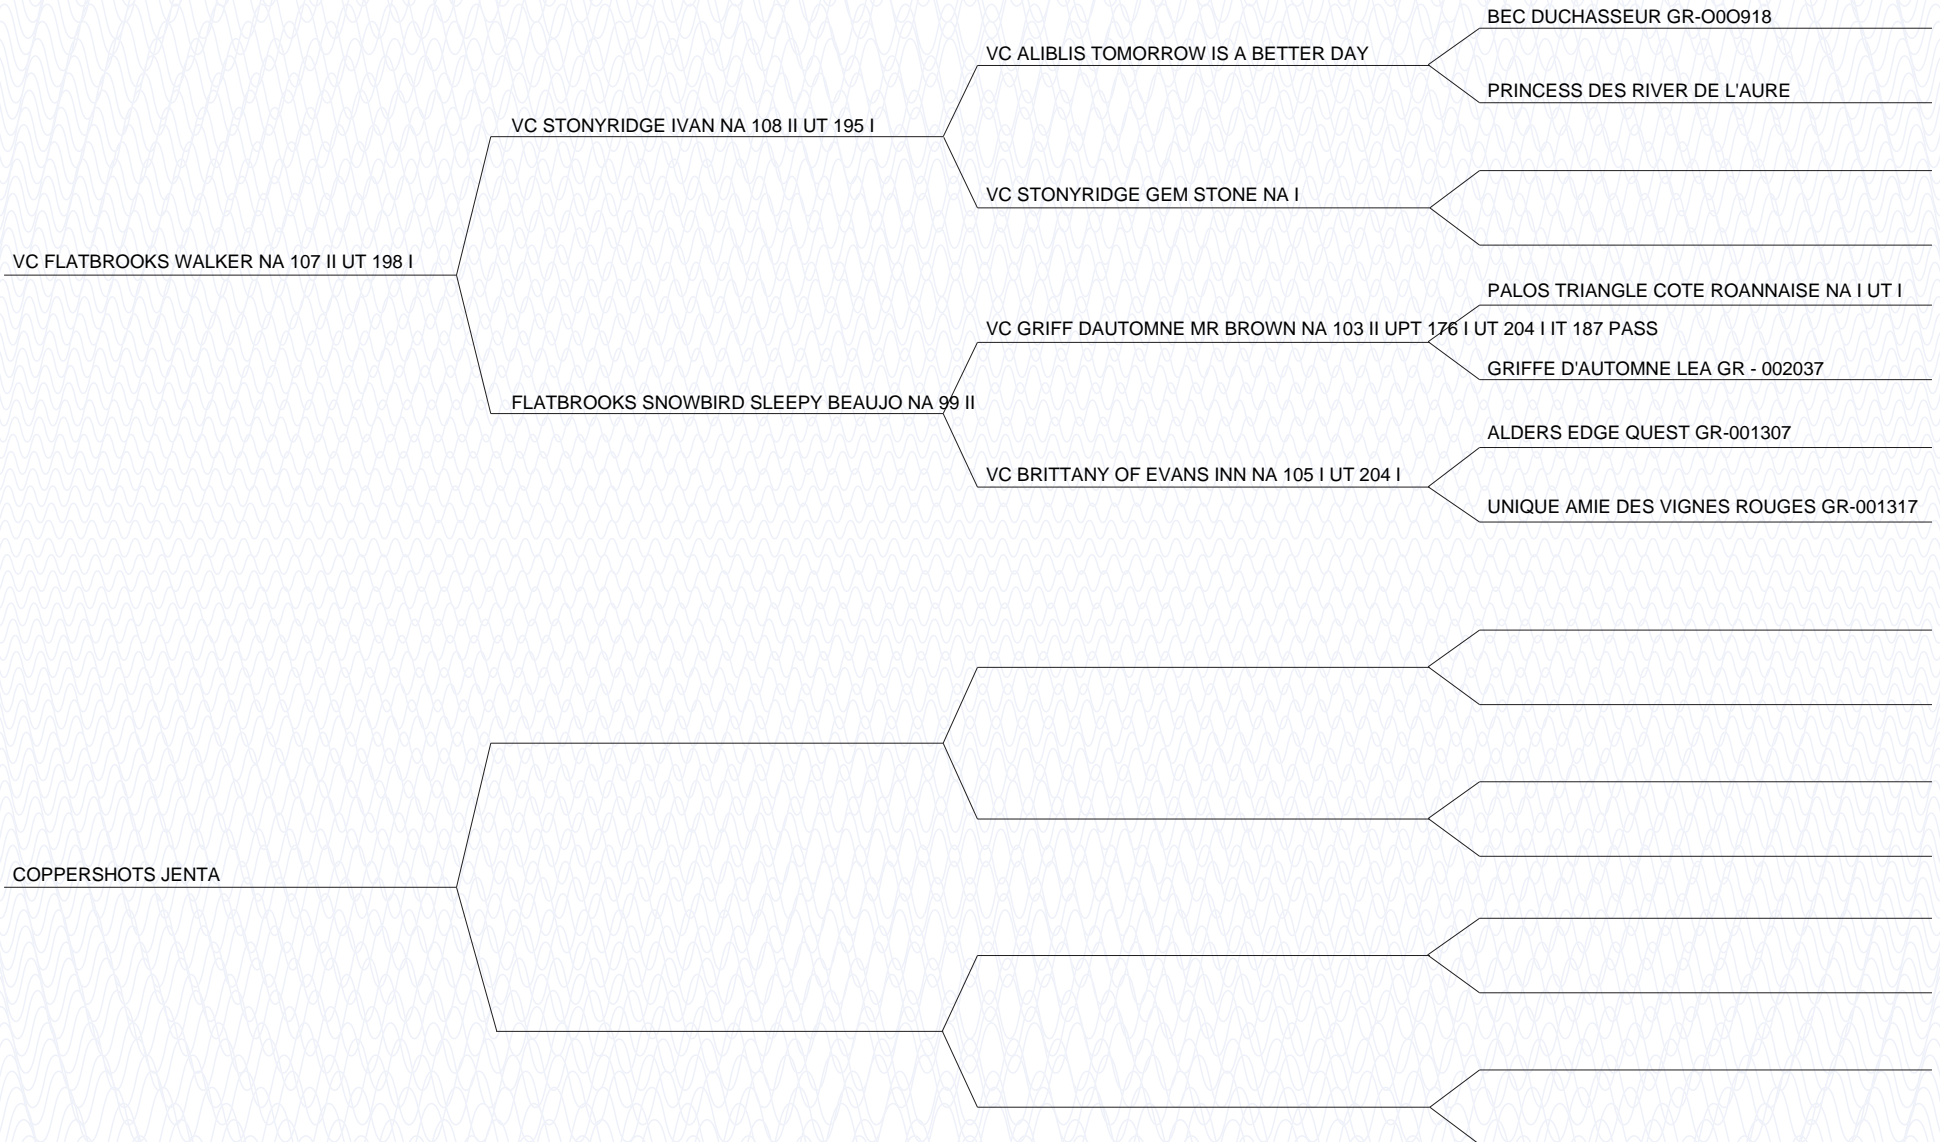 BEC DUCHASSEUR GR-O0O918
VC ALIBLIS TOMORROW IS A BETTER DAY
PRINCESS DES RIVER DE L'AURE
VC STONYRIDGE IVAN NA 108 II UT 195 I
VC STONYRIDGE GEM STONE NA I
VC FLATBROOKS WALKER NA 107 II UT 198 I
PALOS TRIANGLE COTE ROANNAISE NA I UT I
VC GRIFF DAUTOMNE MR BROWN NA 103 II UPT 176 I UT 204 I IT 187 PASS
GRIFFE D'AUTOMNE LEA GR - 002037
FLATBROOKS SNOWBIRD SLEEPY BEAUJO NA 99 II
ALDERS EDGE QUEST GR-001307
VC BRITTANY OF EVANS INN NA 105 I UT 204 I
UNIQUE AMIE DES VIGNES ROUGES GR-001317
COPPERSHOTS JENTA